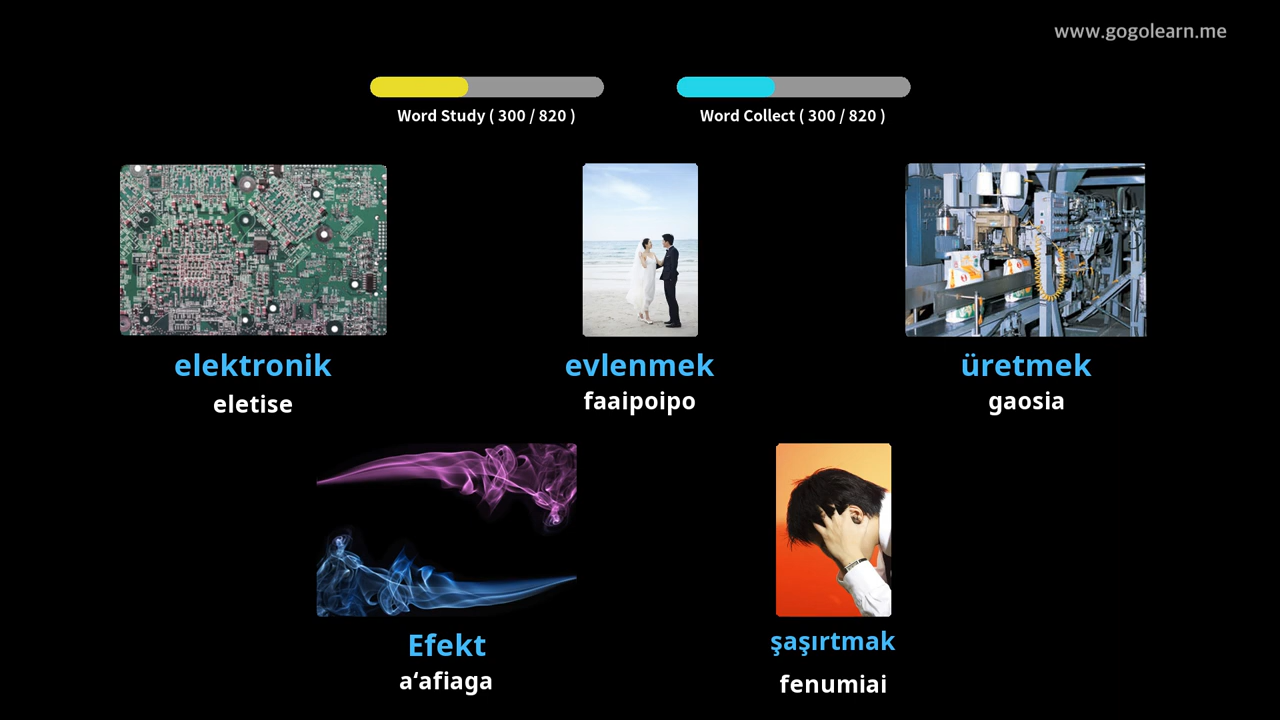 www.gogolearn.me
Word Study ( 300 / 820 )
Word Collect ( 300 / 820 )
elektronik
eletise
evlenmek
faaipoipo
üretmek
gaosia
Efekt
aʻafiaga
şaşırtmak
fenumiai